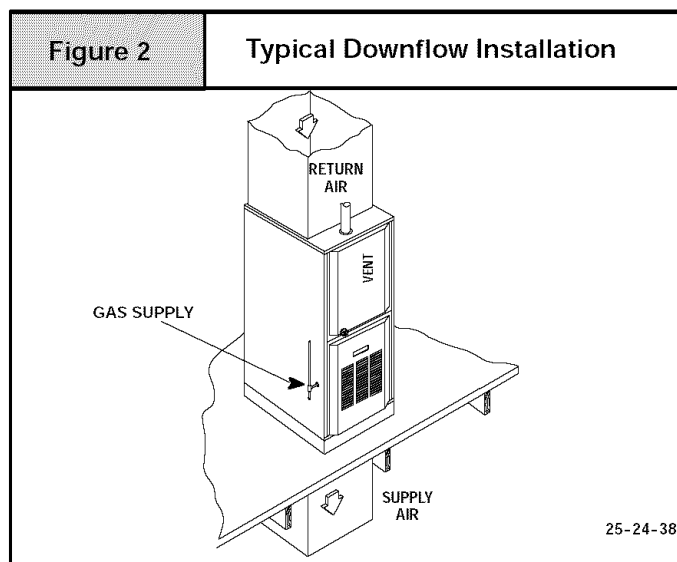 Figure 2
Typical Downflow Installation
RETURN
AIR
VENT
GAS SUPPLY
SUPPLY
AIR
25-24-38